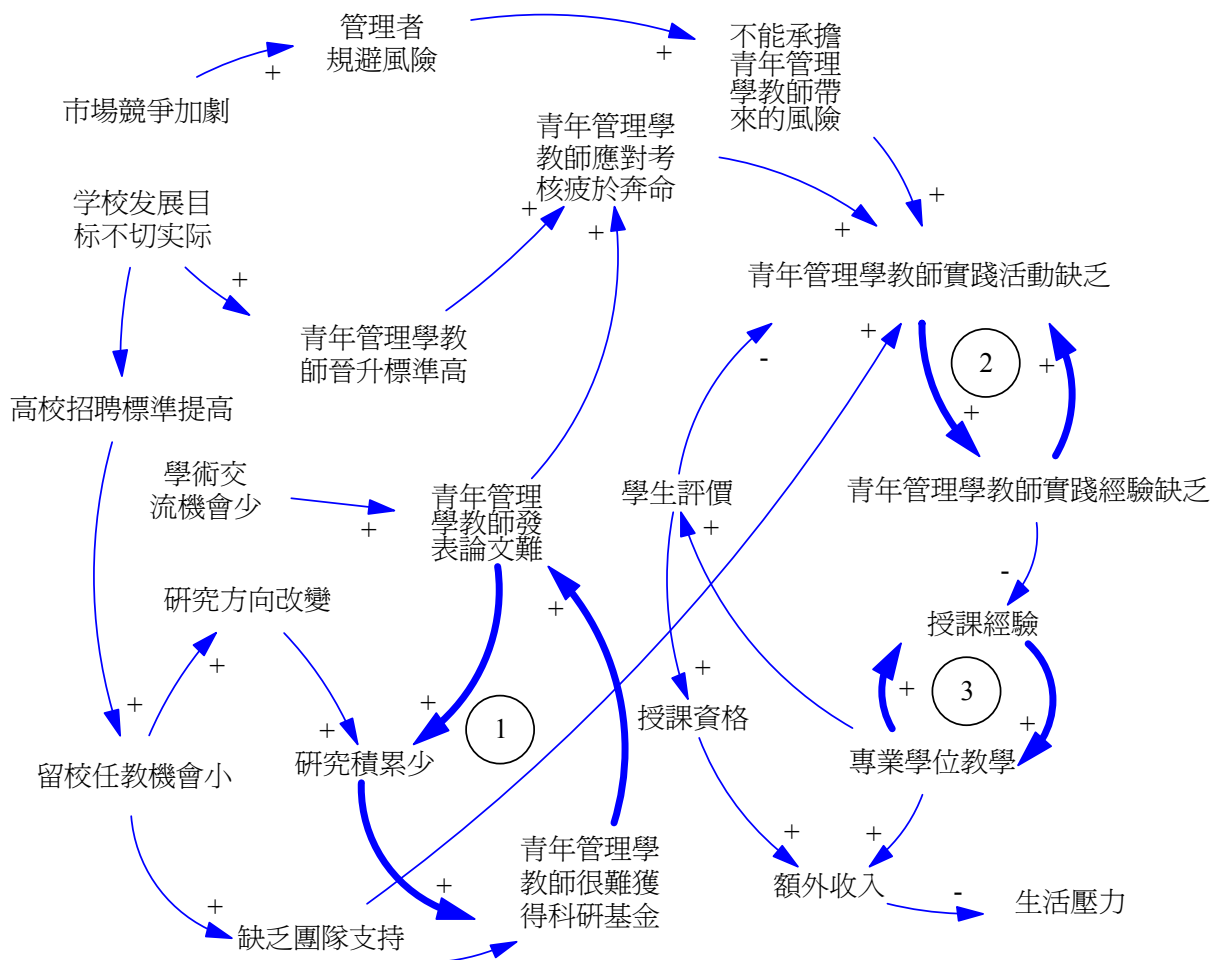 管理者
規避風險
不能承擔
青年管理
學教師帶
來的風險
+
+
市場競爭加劇
青年管理學
教師應對考
核疲於奔命
学校发展目
标不切实际
+
+
+
+
+
青年管理學教師實踐活動缺乏
青年管理學教
師晉升標準高
+
-
2
+
+
高校招聘標準提高
學術交
流機會少
+
青年管理
學教師發
表論文難
學生評價
+
青年管理學教師實踐經驗缺乏
-
研究方向改變
+
授課經驗
+
+
+
+
+
1
+
授課資格
+
3
+
留校任教機會小
研究積累少
專業學位教學
+
+
青年管理學
教師很難獲
得科研基金
+
+
額外收入
-
生活壓力
缺乏團隊支持